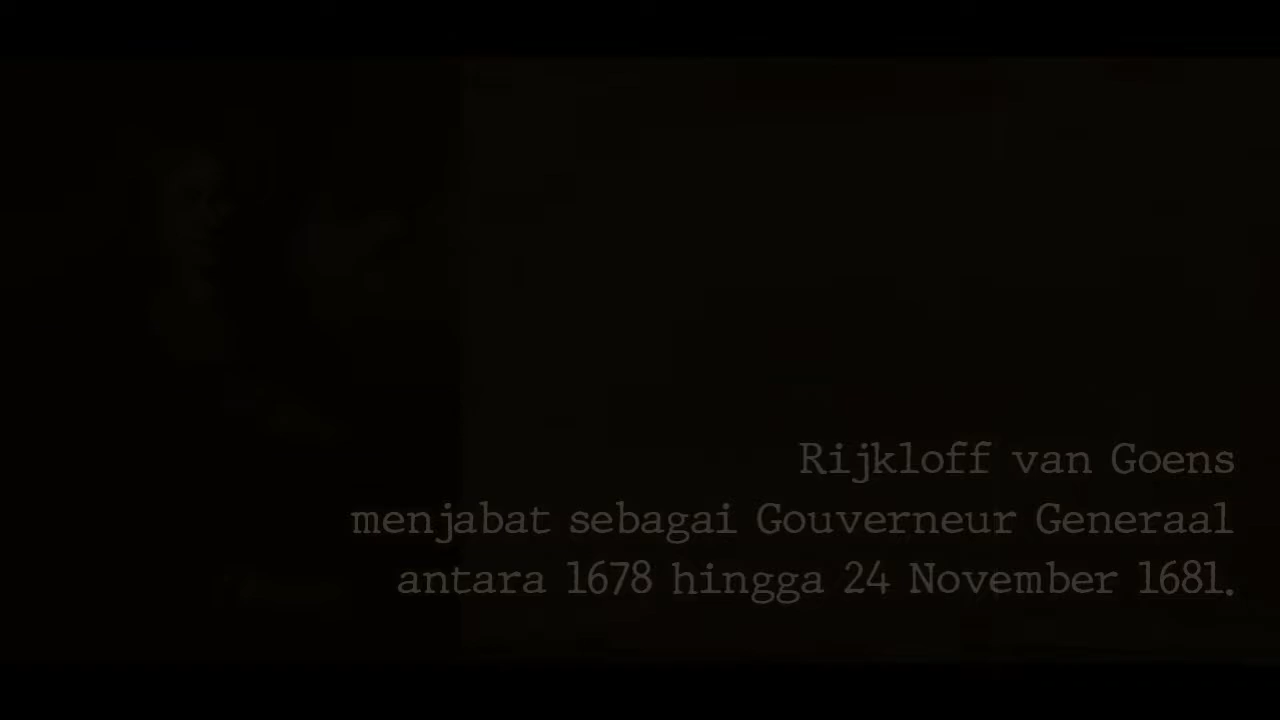 Rijkloff van Goens
menjabat sebagai Gouverneur Generaal
antara 1678 hingga 24 November 1681.